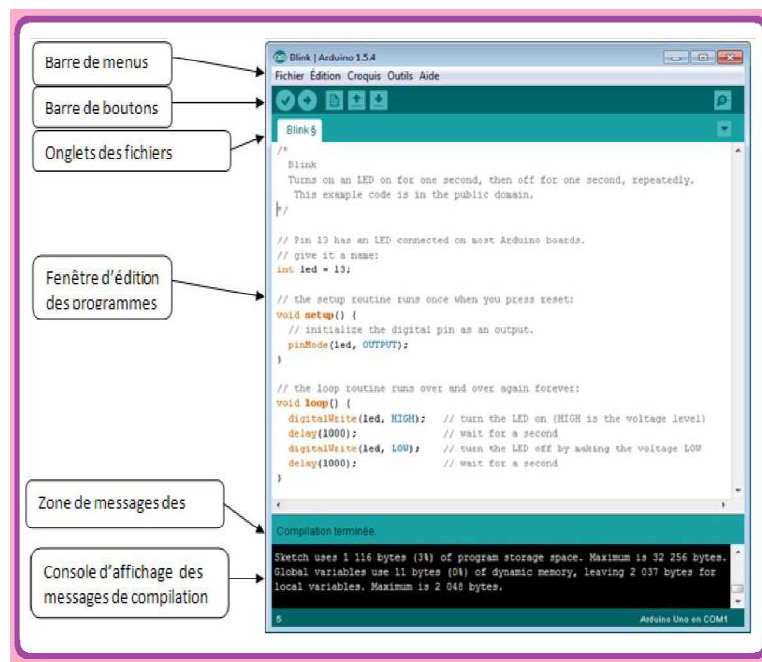 Barre de menus
Barre de boutons
Onglets des fichiers
Fenêtre d'édition
des programmes
Zone de messages des
Console d'affichage des
messages de compilation
Blink | Arduino 1.5.4
Fichier Édition Croquis Outils Aide
Blink §
/*
Blink
Turns on an LED on for one second, then off for one second, repeatedly.
This example code is in the public domain.
*/
// Pin 13 has an LED connected on most Arduino boards.
// give it a name:
int led = 13;
// the setup routine runs once when you press reset:
void setup() {
// initialize the digital pin as an output.
pinMode(led, OUTPUT);
}
// the loop routine runs over and over again forever:
void loop() {
digitalWrite(led, HIGH); // turn the LED on (HIGH is the voltage level)
delay(1000); // wait for a second
digitalWrite(led, LOW); // turn the LED off by making the voltage LOW
delay(1000); // wait for a second
}
Compilation terminée.
Sketch uses 1 116 bytes (3%) of program storage space. Maximum is 32 256 bytes.
Global variables use 11 bytes (0%) of dynamic memory, leaving 2 037 bytes for
local variables. Maximum is 2 048 bytes.
5 Arduino Uno on COM1